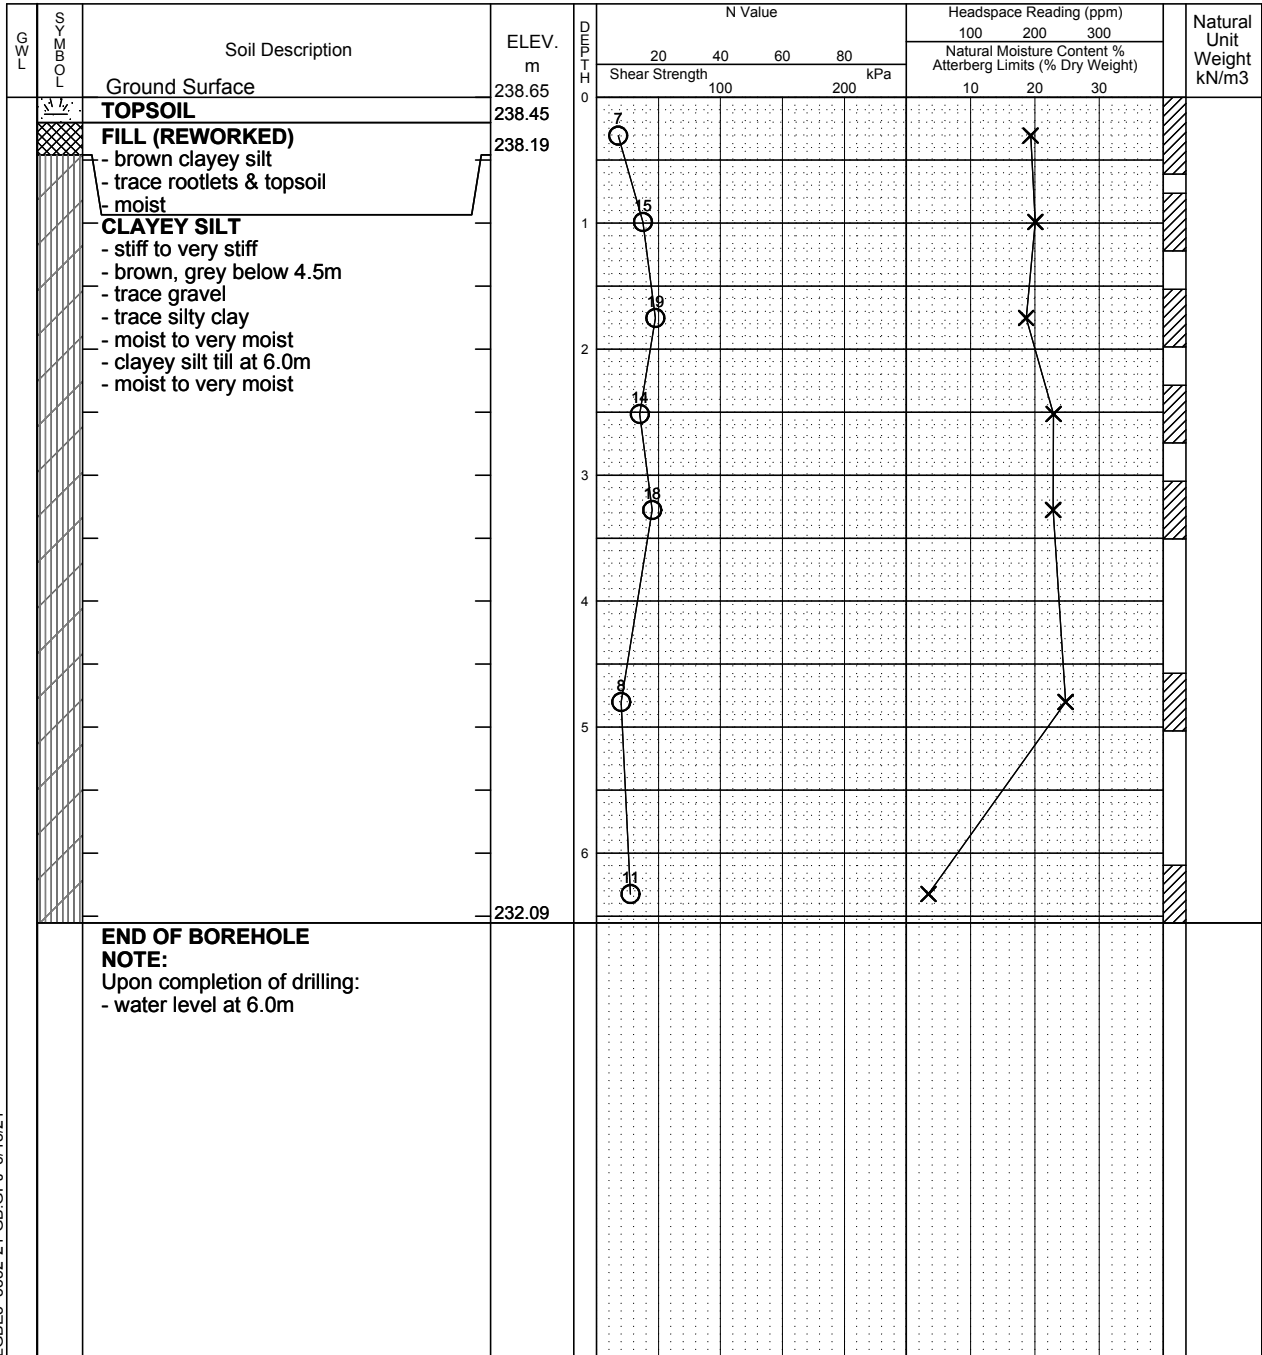 GWL
SYMBOL
Soil Description
Ground Surface
ELEV.
m
238.65
DEPTH
N Value
20 40 60 80
Shear Strength kPa
100 200
Headspace Reading (ppm)
100 200 300
Natural Moisture Content %
Atterberg Limits (% Dry Weight)
10 20 30
Natural
Unit
Weight
kN/m3
0
TOPSOIL
238.45
FILL (REWORKED)
238.19
- brown clayey silt
- trace rootlets & topsoil
- moist
CLAYEY SILT
- stiff to very stiff
- brown, grey below 4.5m
- trace gravel
- trace silty clay
- moist to very moist
- clayey silt till at 6.0m
- moist to very moist
7
15
1
19
2
14
3
18
4
8
5
6
11
232.09
END OF BOREHOLE
NOTE:
Upon completion of drilling:
- water level at 6.0m